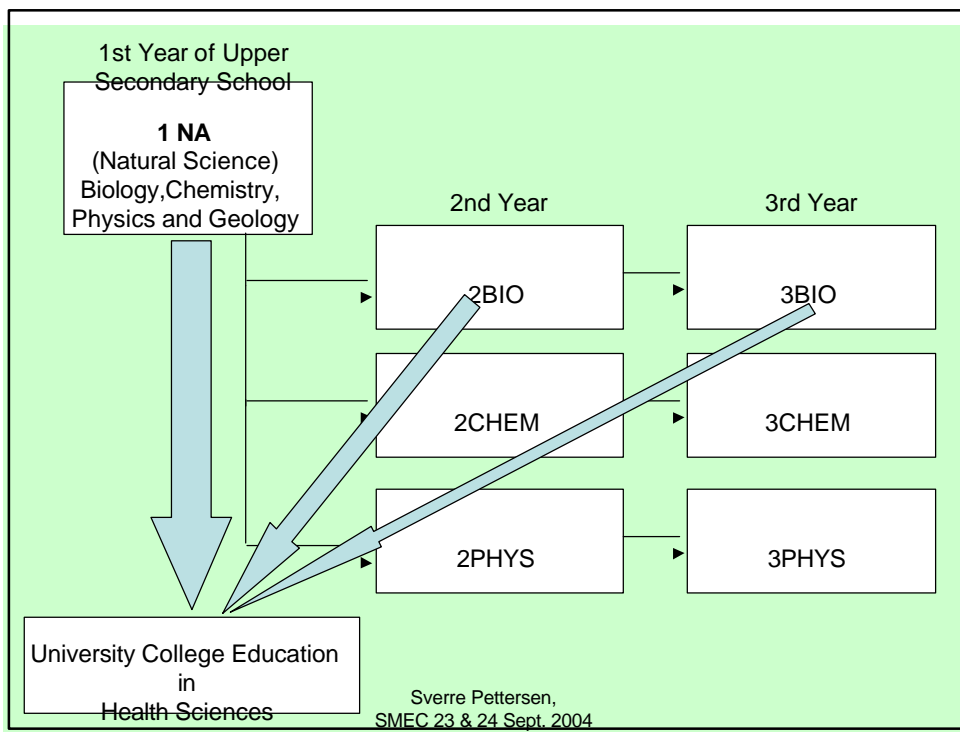 1st Year of Upper
Secondary School
1 NA
(Natural Science)
Biology,Chemistry,
Physics and Geology
2nd Year
3rd Year
2BIO
3BIO
2CHEM
3CHEM
2PHYS
3PHYS
University College Education
in
Health Sciences
Sverre Pettersen,
SMEC 23 & 24 Sept. 2004